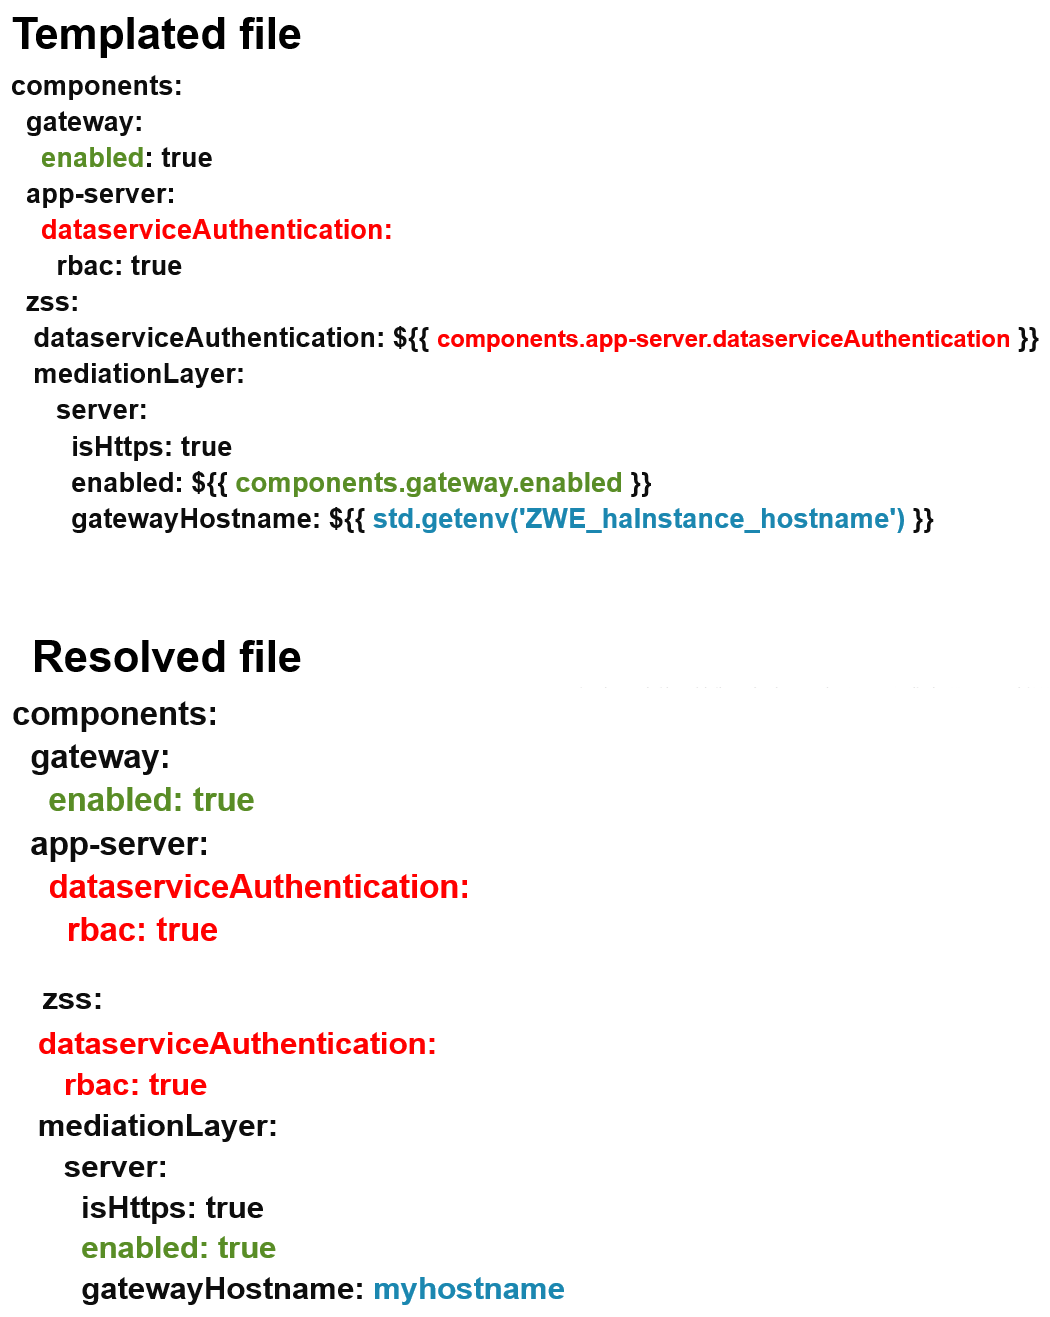 Templated file
components:
gateway:
enabled: true
app-server:
dataserviceAuthentication:
rbac: true
zss:
dataserviceAuthentication: ${{ components.app-server.dataserviceAuthentication }}
mediationLayer:
server:
isHttps: true
enabled: ${{ components.gateway.enabled }}
gatewayHostname: ${{ std.getenv('ZWE_haInstance_hostname') }}
Resolved file
components:
gateway:
enabled: true
app-server:
dataserviceAuthentication:
rbac: true
zss:
dataserviceAuthentication:
rbac: true
mediationLayer:
server:
isHttps: true
enabled: true
gatewayHostname: myhostname